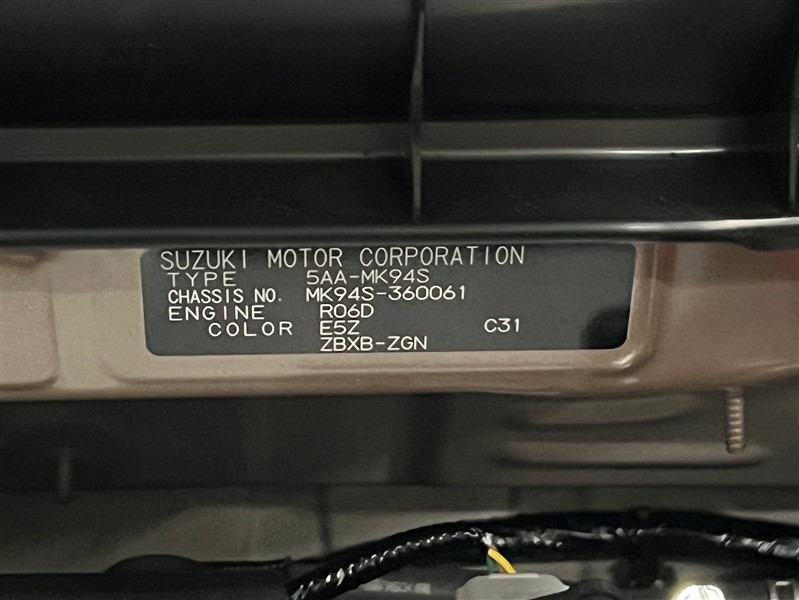 SUZUKI MOTOR CORPORATION
TYPE 5AA-MK94S
CHASSIS NO. MK94S-360061
ENGINE R06D
COLOR E5Z C31
ZBXB-ZGN